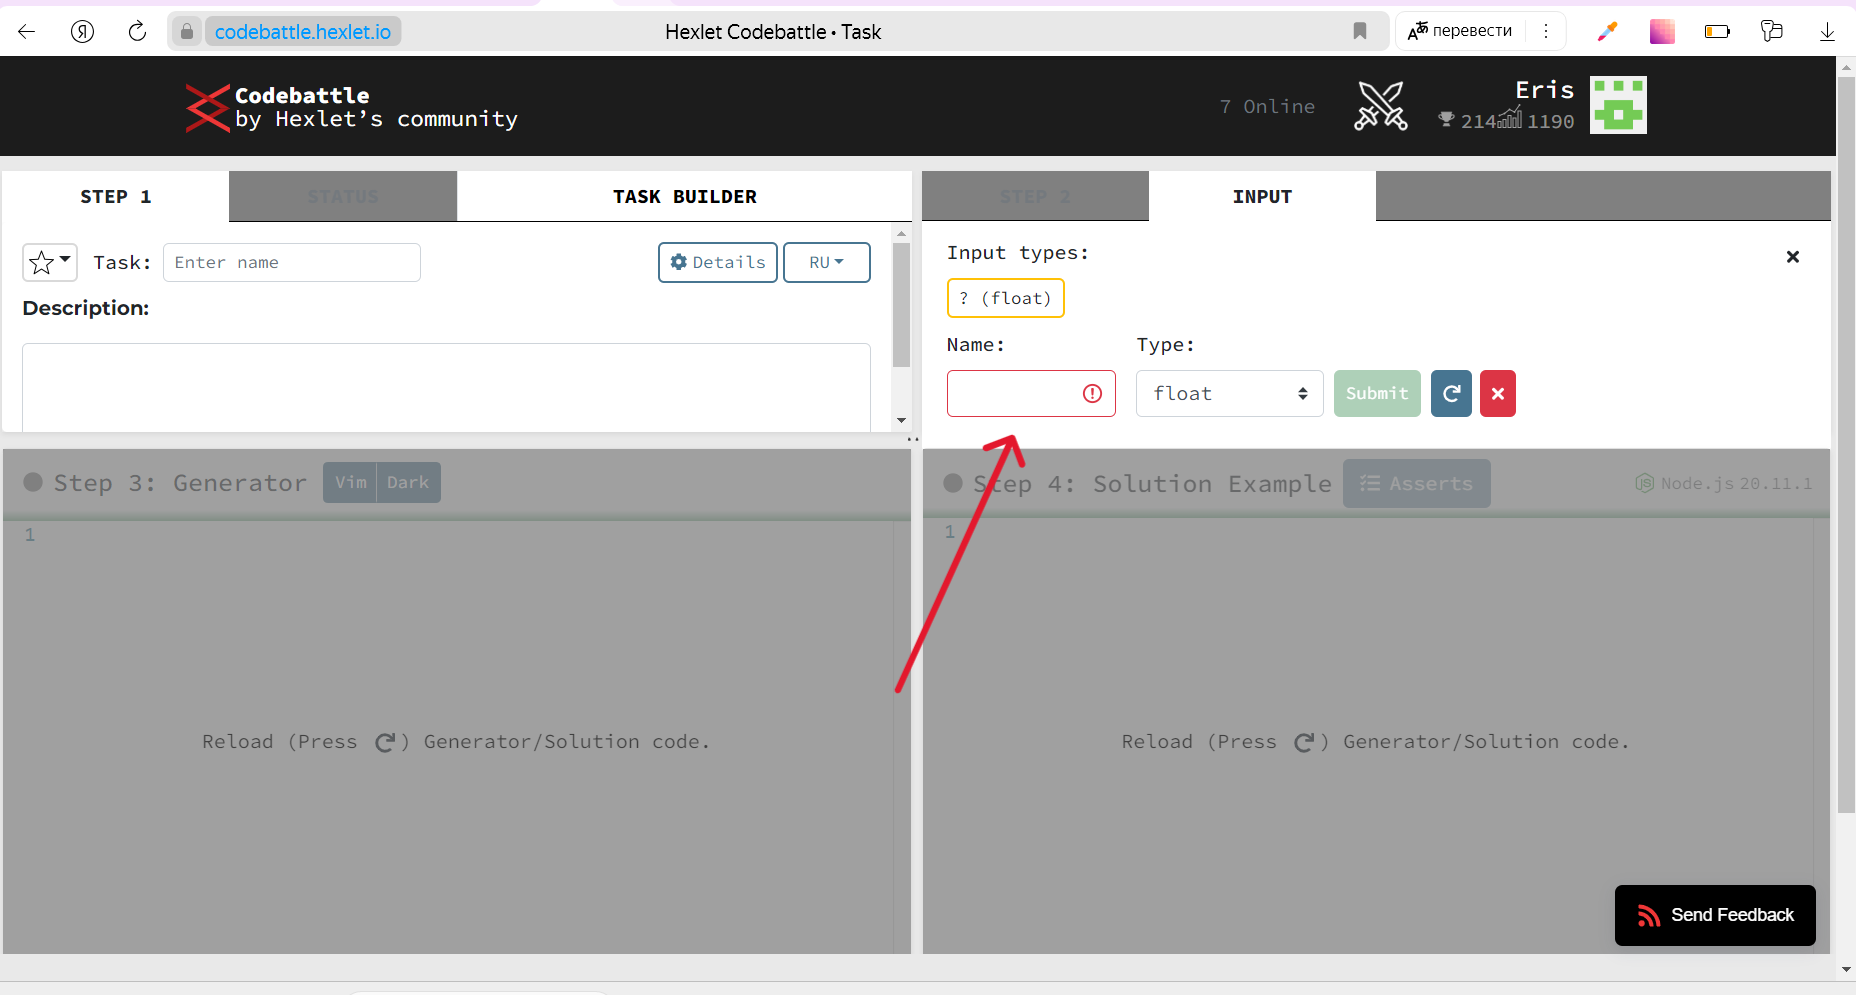 codebattle.hexlet.io
Hexlet Codebattle • Task
перевести
Codebattle
by Hexlet’s community
7 Online
Eris
214 1190
STEP 1
STATUS
TASK BUILDER
STEP 2
INPUT
Task:
Enter name
Details
RU
Description:
Input types:
? (float)
Name:
Type:
float
Submit
Step 3: Generator
Vim
Dark
1
Reload (Press ) Generator/Solution code.
Step 4: Solution Example
Asserts
Node.js 20.11.1
1
Reload (Press ) Generator/Solution code.
Send Feedback